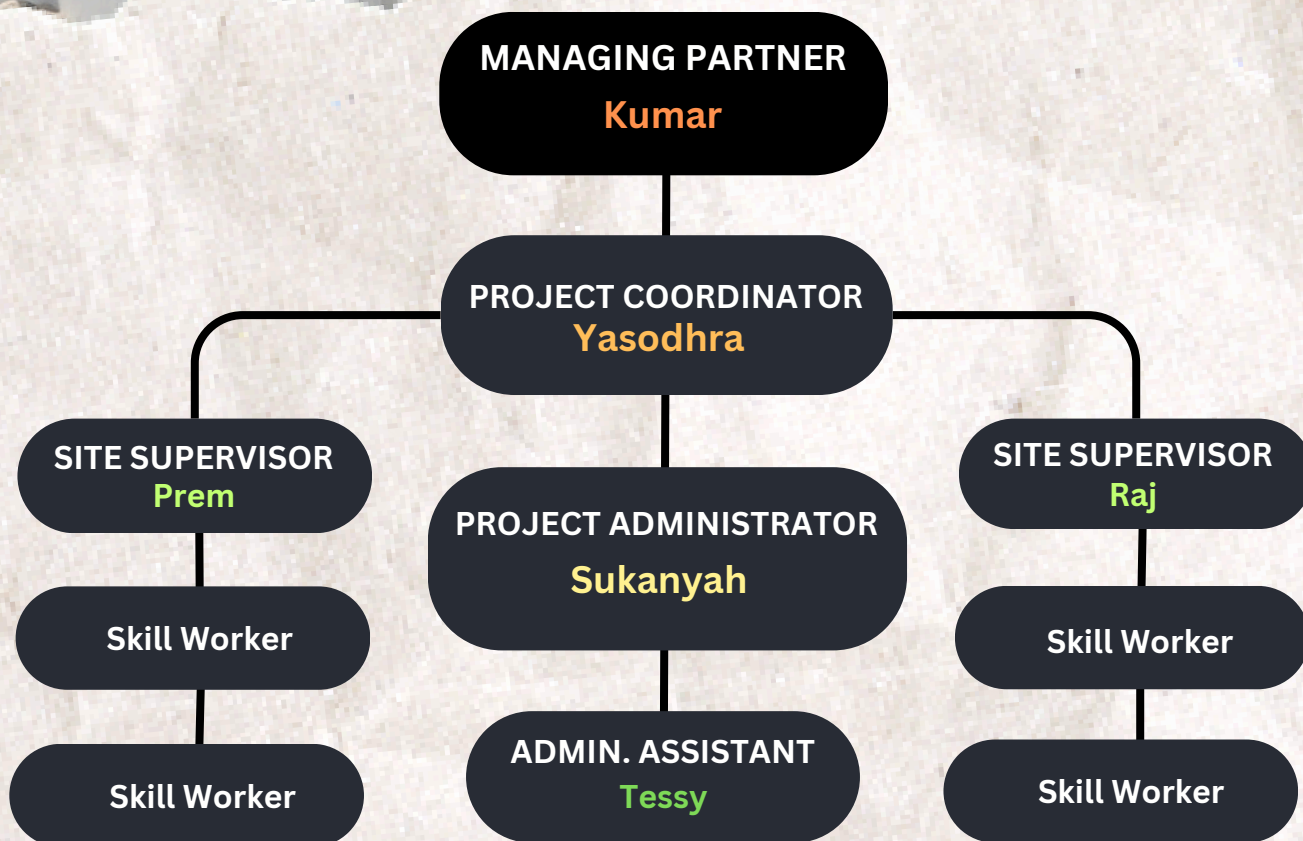 MANAGING PARTNER
Kumar
PROJECT COORDINATOR
Yasodhra
SITE SUPERVISOR
Prem
Skill Worker
Skill Worker
PROJECT ADMINISTRATOR
Sukanyah
ADMIN. ASSISTANT
Tessy
SITE SUPERVISOR
Raj
Skill Worker
Skill Worker